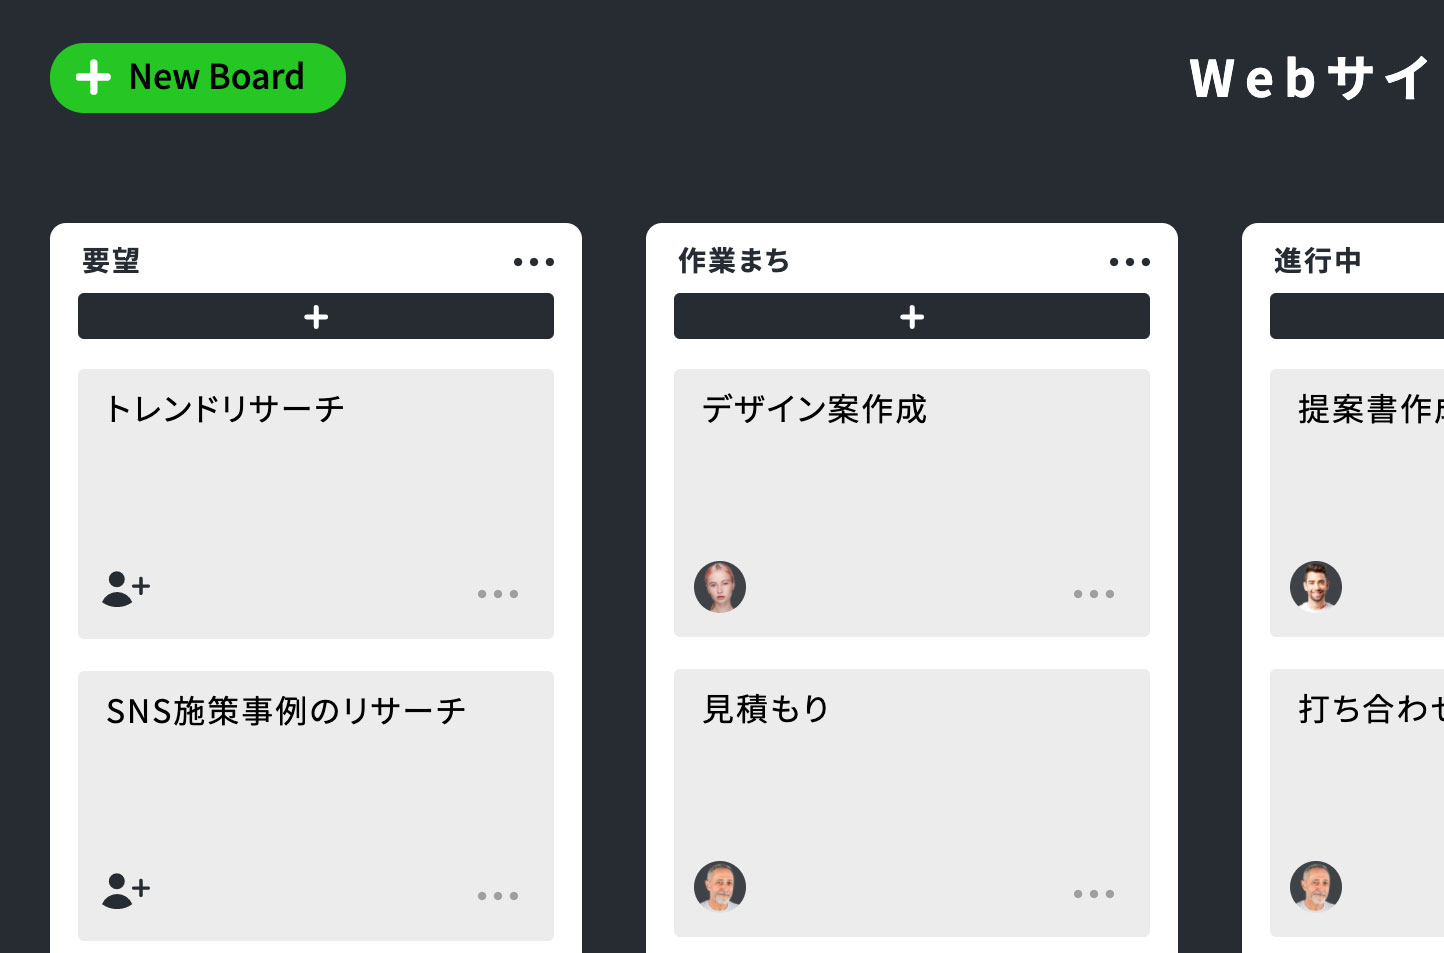 New Board
Webサイ
要望
作業まち
進行中
トレンドリサーチ
デザイン案作成
提案書作成
SNS施策事例のリサーチ
見積もり
打ち合わせ